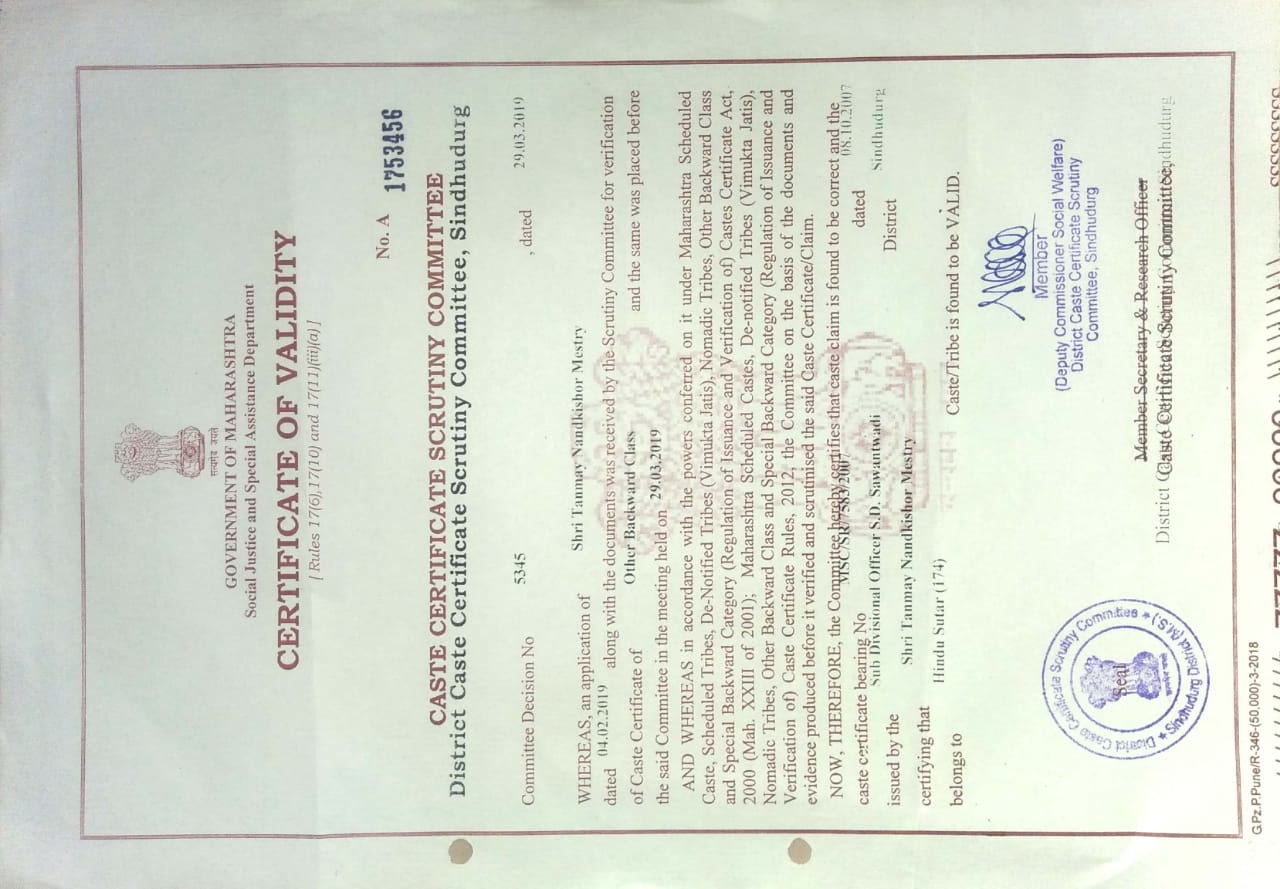 सत्यमेव जयते
GOVERNMENT OF MAHARASHTRA
Social Justice and Special Assistance Department
CERTIFICATE OF VALIDITY
[ Rules 17(6),17(10) and 17(11)(iii)(a) ]
No. A 1753456
CASTE CERTIFICATE SCRUTINY COMMITTEE
District Caste Certificate Scrutiny Committee, Sindhudurg
Committee Decision No 5345 , dated 29.03.2019
WHEREAS, an application of Shri Tanmay Nandkishor Mestry
dated 04.02.2019 along with the documents was received by the Scrutiny Committee for verification
of Caste Certificate of Other Backward Class and the same was placed before
the said Committee in the meeting held on 29.03.2019
AND WHEREAS in accordance with the powers conferred on it under Maharashtra Scheduled
Caste, Scheduled Tribes, De-Notified Tribes (Vimukta Jatis), Nomadic Tribes, Other Backward Class
and Special Backward Category (Regulation of Issuance and Verification of) Castes Certificate Act,
2000 (Mah. XXIII of 2001); Maharashtra Scheduled Castes, De-notified Tribes (Vimukta Jatis),
Nomadic Tribes, Other Backward Class and Special Backward Category (Regulation of Issuance and
Verification of) Caste Certificate Rules, 2012, the Committee on the basis of the documents and
evidence produced before it verified and scrutinised the said Caste Certificate/Claim.
NOW, THEREFORE, the Committee hereby certifies that caste claim is found to be correct and the
caste certificate bearing No MSC/SR/7583/2007 dated 08.10.2007
issued by the Sub Divisional Officer S.D. Sawantwadi District Sindhudurg
certifying that Shri Tanmay Nandkishor Mestry
belongs to Hindu Sutar (174) Caste/Tribe is found to be VALID.
Member
(Deputy Commissioner Social Welfare)
District Caste Certificate Scrutiny
Committee, Sindhudurg
District Caste Certificate Scrutiny Committee
Sindhudurg District (M.S.)
Seal
Member Secretary & Research Officer
Caste Certificate Scrutiny Committee,
District Sindhudurg
G.Pz.P.Pune/R-346-(50,000)-3-2018